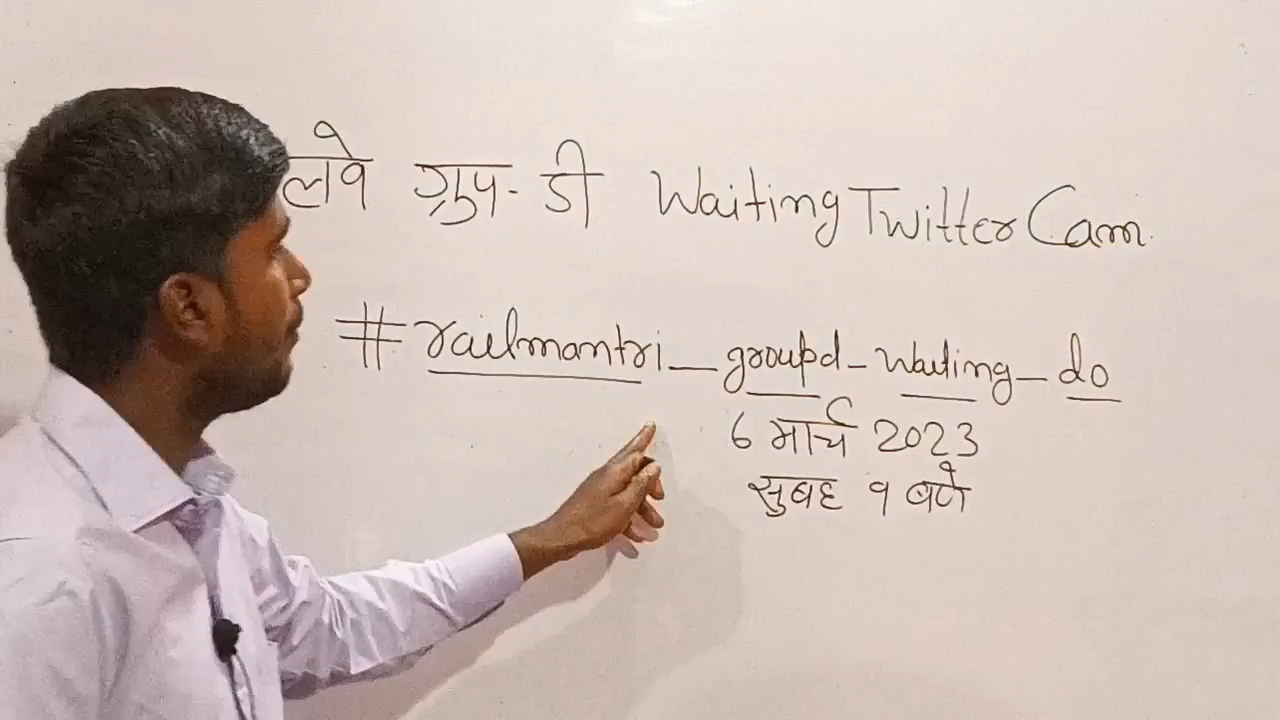 लवे ग्रुप-डी Waiting Twitter Cam.
#railmantri_groupd_waiting_do
6 मार्च 2023
सुबह 9 बजे